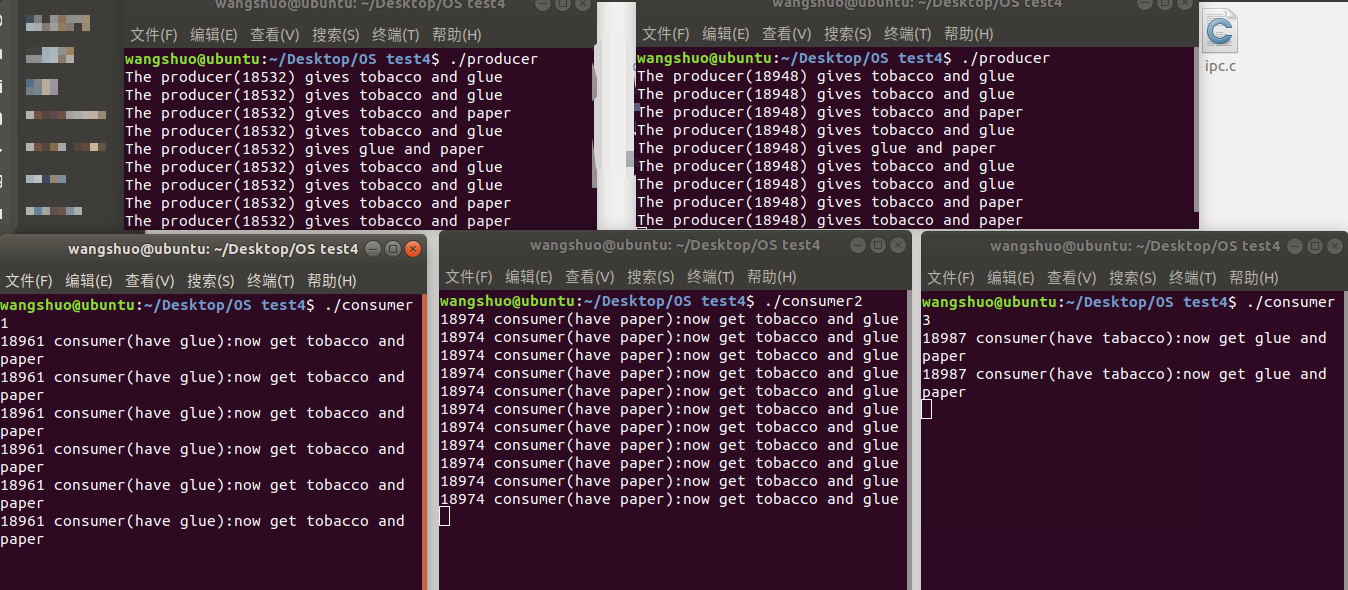 wangshuo@ubuntu: ~/Desktop/OS test4
文件(F) 编辑(E) 查看(V) 搜索(S) 终端(T) 帮助(H)
wangshuo@ubuntu:~/Desktop/OS test4$ ./producer
The producer(18532) gives tobacco and glue
The producer(18532) gives tobacco and glue
The producer(18532) gives tobacco and paper
The producer(18532) gives tobacco and glue
The producer(18532) gives glue and paper
The producer(18532) gives tobacco and glue
The producer(18532) gives tobacco and glue
The producer(18532) gives tobacco and paper
The producer(18532) gives tobacco and paper
wangshuo@ubuntu: ~/Desktop/OS test4
文件(F) 编辑(E) 查看(V) 搜索(S) 终端(T) 帮助(H)
wangshuo@ubuntu:~/Desktop/OS test4$ ./producer
The producer(18948) gives tobacco and glue
The producer(18948) gives tobacco and glue
The producer(18948) gives tobacco and paper
The producer(18948) gives tobacco and glue
The producer(18948) gives glue and paper
The producer(18948) gives tobacco and glue
The producer(18948) gives tobacco and glue
The producer(18948) gives tobacco and paper
The producer(18948) gives tobacco and paper
ipc.c
wangshuo@ubuntu: ~/Desktop/OS test4
文件(F) 编辑(E) 查看(V) 搜索(S) 终端(T) 帮助(H)
wangshuo@ubuntu:~/Desktop/OS test4$ ./consumer
1
18961 consumer(have glue):now get tobacco and
paper
18961 consumer(have glue):now get tobacco and
paper
18961 consumer(have glue):now get tobacco and
paper
18961 consumer(have glue):now get tobacco and
paper
18961 consumer(have glue):now get tobacco and
paper
18961 consumer(have glue):now get tobacco and
paper
wangshuo@ubuntu: ~/Desktop/OS test4
文件(F) 编辑(E) 查看(V) 搜索(S) 终端(T) 帮助(H)
wangshuo@ubuntu:~/Desktop/OS test4$ ./consumer2
18974 consumer(have paper):now get tobacco and glue
18974 consumer(have paper):now get tobacco and glue
18974 consumer(have paper):now get tobacco and glue
18974 consumer(have paper):now get tobacco and glue
18974 consumer(have paper):now get tobacco and glue
18974 consumer(have paper):now get tobacco and glue
18974 consumer(have paper):now get tobacco and glue
18974 consumer(have paper):now get tobacco and glue
18974 consumer(have paper):now get tobacco and glue
18974 consumer(have paper):now get tobacco and glue
18974 consumer(have paper):now get tobacco and glue
wangshuo@ubuntu: ~/Desktop/OS test4
文件(F) 编辑(E) 查看(V) 搜索(S) 终端(T) 帮助(H)
wangshuo@ubuntu:~/Desktop/OS test4$ ./consumer
3
18987 consumer(have tabacco):now get glue and
paper
18987 consumer(have tabacco):now get glue and
paper